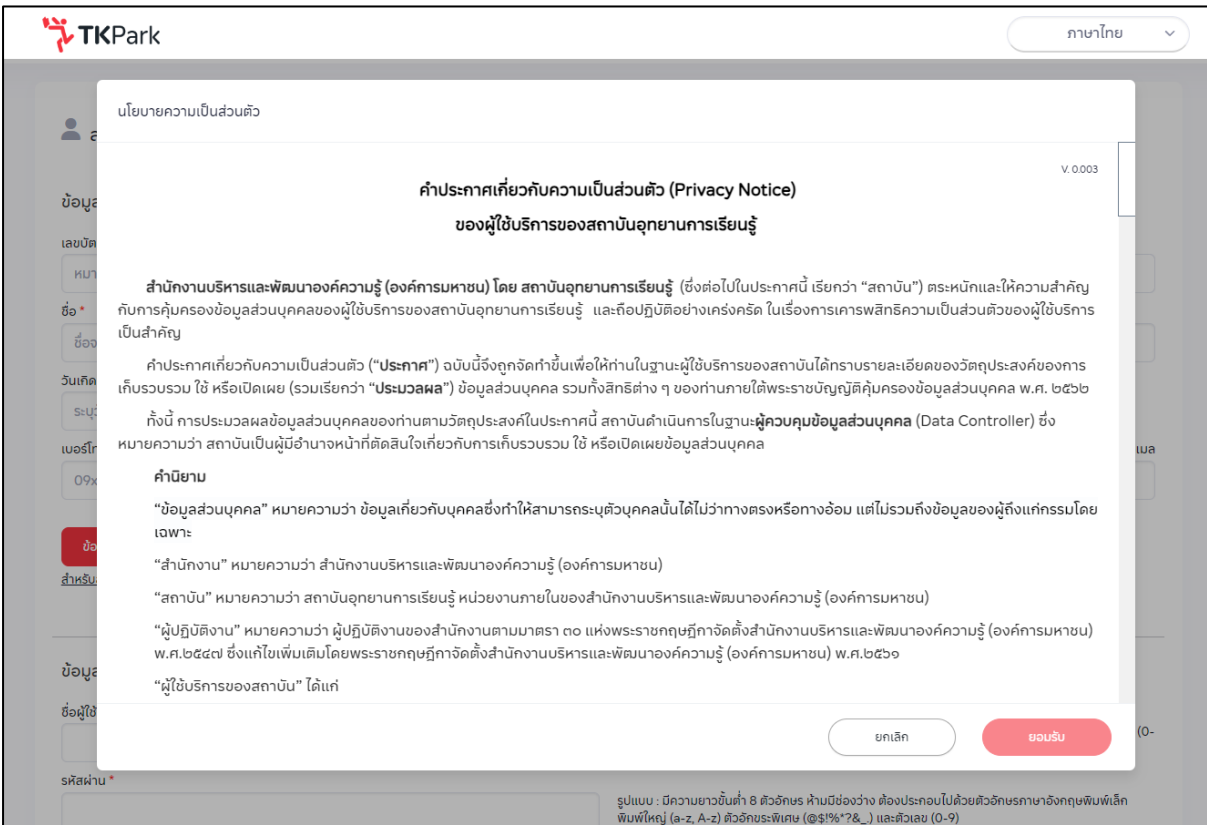 TKPark
ภาษาไทย
นโยบายความเป็นส่วนตัว
V. 0.003
คำประกาศเกี่ยวกับความเป็นส่วนตัว (Privacy Notice)
ของผู้ใช้บริการของสถาบันอุทยานการเรียนรู้
สำนักงานบริหารและพัฒนาองค์ความรู้ (องค์การมหาชน) โดย สถาบันอุทยานการเรียนรู้ (ซึ่งต่อไปในประกาศนี้ เรียกว่า “สถาบัน”) ตระหนักและให้ความสำคัญ
กับการคุ้มครองข้อมูลส่วนบุคคลของผู้ใช้บริการของสถาบันอุทยานการเรียนรู้ และถือปฏิบัติอย่างเคร่งครัด ในเรื่องการเคารพสิทธิความเป็นส่วนตัวของผู้ใช้บริการ
เป็นสำคัญ
คำประกาศเกี่ยวกับความเป็นส่วนตัว (“ประกาศ”) ฉบับนี้จึงถูกจัดทำขึ้นเพื่อให้ท่านในฐานะผู้ใช้บริการของสถาบันได้ทราบรายละเอียดของวัตถุประสงค์ของการ
เก็บรวบรวม ใช้ หรือเปิดเผย (รวมเรียกว่า “ประมวลผล”) ข้อมูลส่วนบุคคล รวมทั้งสิทธิต่าง ๆ ของท่านภายใต้พระราชบัญญัติคุ้มครองข้อมูลส่วนบุคคล พ.ศ. ๒๕๖๒
ทั้งนี้ การประมวลผลข้อมูลส่วนบุคคลของท่านตามวัตถุประสงค์ในประกาศนี้ สถาบันดำเนินการในฐานะผู้ควบคุมข้อมูลส่วนบุคคล (Data Controller) ซึ่ง
หมายความว่า สถาบันเป็นผู้มีอำนาจหน้าที่ตัดสินใจเกี่ยวกับการเก็บรวบรวม ใช้ หรือเปิดเผยข้อมูลส่วนบุคคล
คำนิยาม
“ข้อมูลส่วนบุคคล” หมายความว่า ข้อมูลเกี่ยวกับบุคคลซึ่งทำให้สามารถระบุตัวบุคคลนั้นได้ไม่ว่าทางตรงหรือทางอ้อม แต่ไม่รวมถึงข้อมูลของผู้ถึงแก่กรรมโดย
เฉพาะ
“สำนักงาน” หมายความว่า สำนักงานบริหารและพัฒนาองค์ความรู้ (องค์การมหาชน)
“สถาบัน” หมายความว่า สถาบันอุทยานการเรียนรู้ หน่วยงานภายในของสำนักงานบริหารและพัฒนาองค์ความรู้ (องค์การมหาชน)
“ผู้ปฏิบัติงาน” หมายความว่า ผู้ปฏิบัติงานของสำนักงานตามมาตรา ๓๐ แห่งพระราชกฤษฎีกาจัดตั้งสำนักงานบริหารและพัฒนาองค์ความรู้ (องค์การมหาชน)
พ.ศ.๒๕๔๗ ซึ่งแก้ไขเพิ่มเติมโดยพระราชกฤษฎีกาจัดตั้งสำนักงานบริหารและพัฒนาองค์ความรู้ (องค์การมหาชน) พ.ศ.๒๕๖๑
“ผู้ใช้บริการของสถาบัน” ได้แก่
ยกเลิก
ยอมรับ
ชื่อ *
วันเกิด
09x
(0-
รหัสผ่าน *
รูปแบบ : มีความยาวขั้นต่ำ 8 ตัวอักษร ห้ามมีช่องว่าง ต้องประกอบไปด้วยตัวอักษรภาษาอังกฤษพิมพ์เล็ก
พิมพ์ใหญ่ (a-z, A-z) ตัวอักขระพิเศษ (@$!%*?&_.) และตัวเลข (0-9)